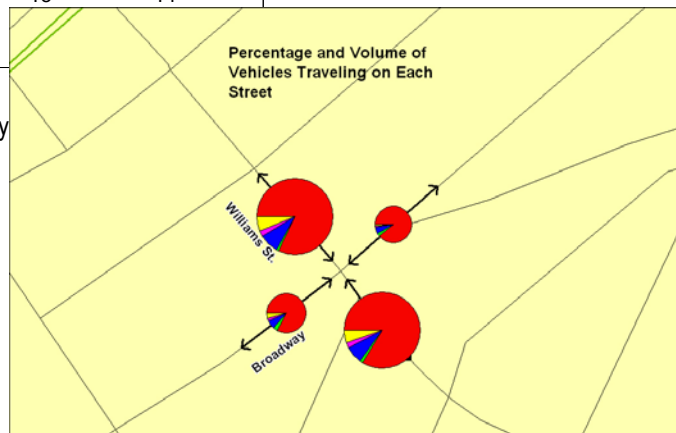 Percentage and Volume of
Vehicles Traveling on Each
Street
y
Williams St.
Broadway